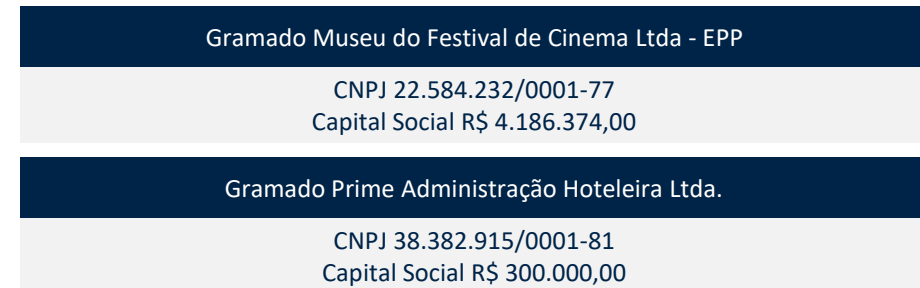 Gramado Museu do Festival de Cinema Ltda - EPP
CNPJ 22.584.232/0001-77
Capital Social R$ 4.186.374,00
Gramado Prime Administração Hoteleira Ltda.
CNPJ 38.382.915/0001-81
Capital Social R$ 300.000,00